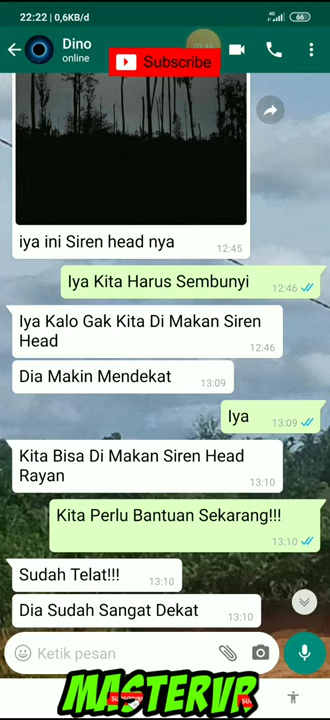 22:22 | 0,6KB/d
4G
66
Dino
online
Subscribe
iya ini Siren head nya
12:45
Iya Kita Harus Sembunyi
12:46
Iya Kalo Gak Kita Di Makan Siren
Head
12:46
Dia Makin Mendekat
13:09
Iya
13:09
Kita Bisa Di Makan Siren Head
Rayan
13:10
Kita Perlu Bantuan Sekarang!!!
13:10
Sudah Telat!!!
13:10
Dia Sudah Sangat Dekat
13:10
Ketik pesan
MASTERVR